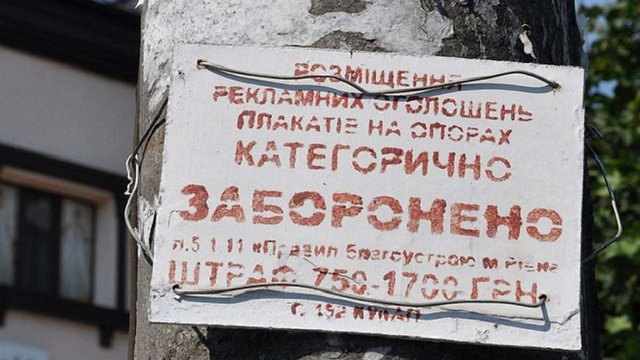 РОЗМІЩЕННЯ
РЕКЛАМНИХ ОГОЛОШЕНЬ
ПЛАКАТІВ НА ОПОРАХ
КАТЕГОРИЧНО
ЗАБОРОНЕНО
п.5 1.11 «Правил благоустрою м Рівне
ШТРАФ 750-1700 ГРН
Г. 152 КУПАП